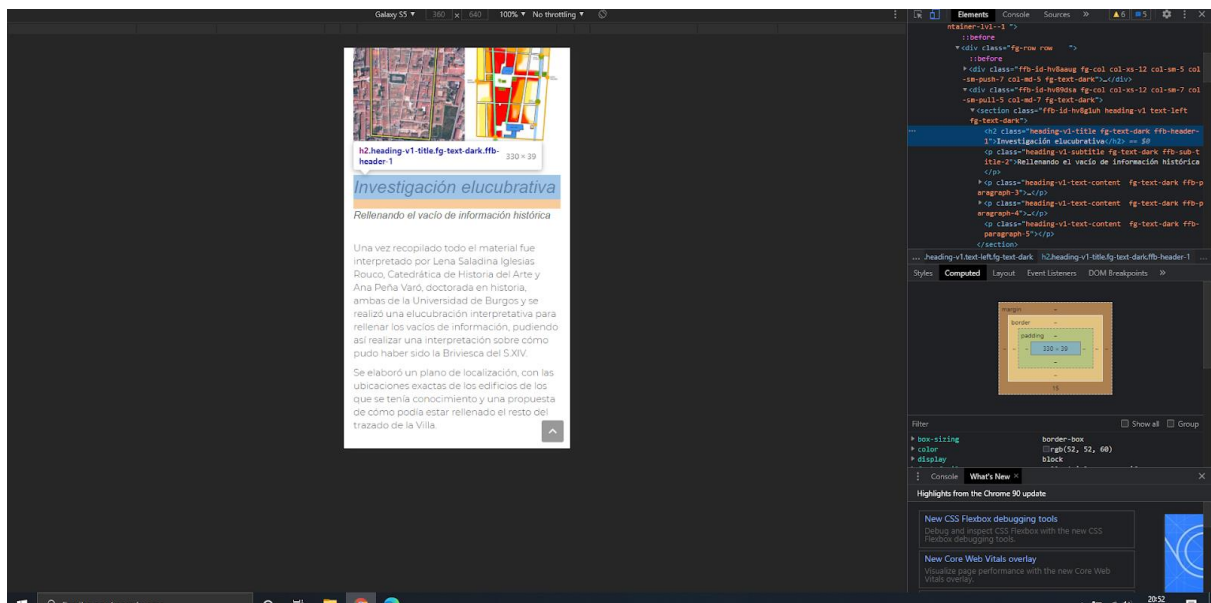 Galaxy S5 ▼ 360 x 640 100% ▼ No throttling ▼
h2.heading-v1-title.fg-text-dark.ffb-header-1 330 × 39
Investigación elucubrativa
Rellenando el vacío de información histórica
Una vez recopilado todo el material fue
interpretado por Lena Saladina Iglesias
Rouco, Catedrática de Historia del Arte y
Ana Peña Varó, doctorada en historia,
ambas de la Universidad de Burgos y se
realizó una elucubración interpretativa para
rellenar los vacíos de información, pudiendo
así realizar una interpretación sobre cómo
pudo haber sido la Briviesca del S.XIV.
Se elaboró un plano de localización, con las
ubicaciones exactas de los edificios de los
que se tenía conocimiento y una propuesta
de cómo podía estar rellenado el resto del
trazado de la Villa.
Elements Console Sources » 6 5
ntainer-lvl--1 ">
::before
▼<div class="fg-row row ">
::before
▶<div class="ffb-id-hv8aaug fg-col col-xs-12 col-sm-5 col
-sm-push-7 col-md-5 fg-text-dark">…</div>
▼<div class="ffb-id-hv89dsa fg-col col-xs-12 col-sm-7 col
-sm-pull-5 col-md-7 fg-text-dark">
▼<section class="ffb-id-hv8g1uh heading-v1 text-left
fg-text-dark">
<h2 class="heading-v1-title fg-text-dark ffb-header-
1">Investigación elucubrativa</h2> == $0
<p class="heading-v1-subtitle fg-text-dark ffb-sub-t
itle-2">Rellenando el vacío de información histórica
</p>
▶<p class="heading-v1-text-content fg-text-dark ffb-p
aragraph-3">…</p>
▶<p class="heading-v1-text-content fg-text-dark ffb-p
aragraph-4">…</p>
<p class="heading-v1-text-content fg-text-dark ffb-
paragraph-5"></p>
</section>
... .heading-v1.text-left.fg-text-dark h2.heading-v1-title.fg-text-dark.ffb-header-1 ...
Styles Computed Layout Event Listeners DOM Breakpoints »
margin -
border -
padding -
- - - 330 × 39 - - -
-
-
15
Filter Show all Group
▶ box-sizing border-box
▶ color rgb(52, 52, 60)
▶ display block
Console What's New ×
Highlights from the Chrome 90 update
New CSS Flexbox debugging tools
Debug and inspect CSS Flexbox with the new CSS
Flexbox debugging tools.
New Core Web Vitals overlay
Visualize page performance with the new Core Web
Vitals overlay.
20:52